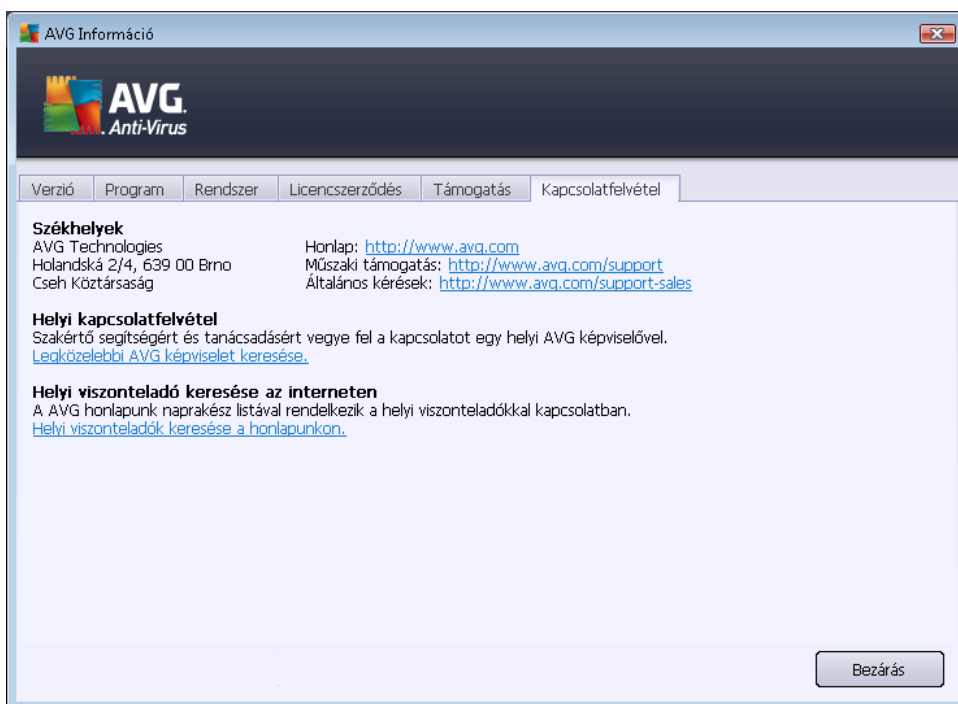 AVG Információ
AVG.
Anti-Virus
Verzió Program Rendszer Licencszerződés Támogatás Kapcsolatfelvétel
Székhelyek
AVG Technologies
Holandská 2/4, 639 00 Brno
Cseh Köztársaság
Honlap: http://www.avg.com
Műszaki támogatás: http://www.avg.com/support
Általános kérések: http://www.avg.com/support-sales
Helyi kapcsolatfelvétel
Szakértő segítségért és tanácsadásért vegye fel a kapcsolatot egy helyi AVG képviselővel.
Legközelebbi AVG képviselet keresése.
Helyi viszonteladó keresése az interneten
A AVG honlapunk naprakész listával rendelkezik a helyi viszonteladókkal kapcsolatban.
Helyi viszonteladók keresése a honlapunkon.
Bezárás